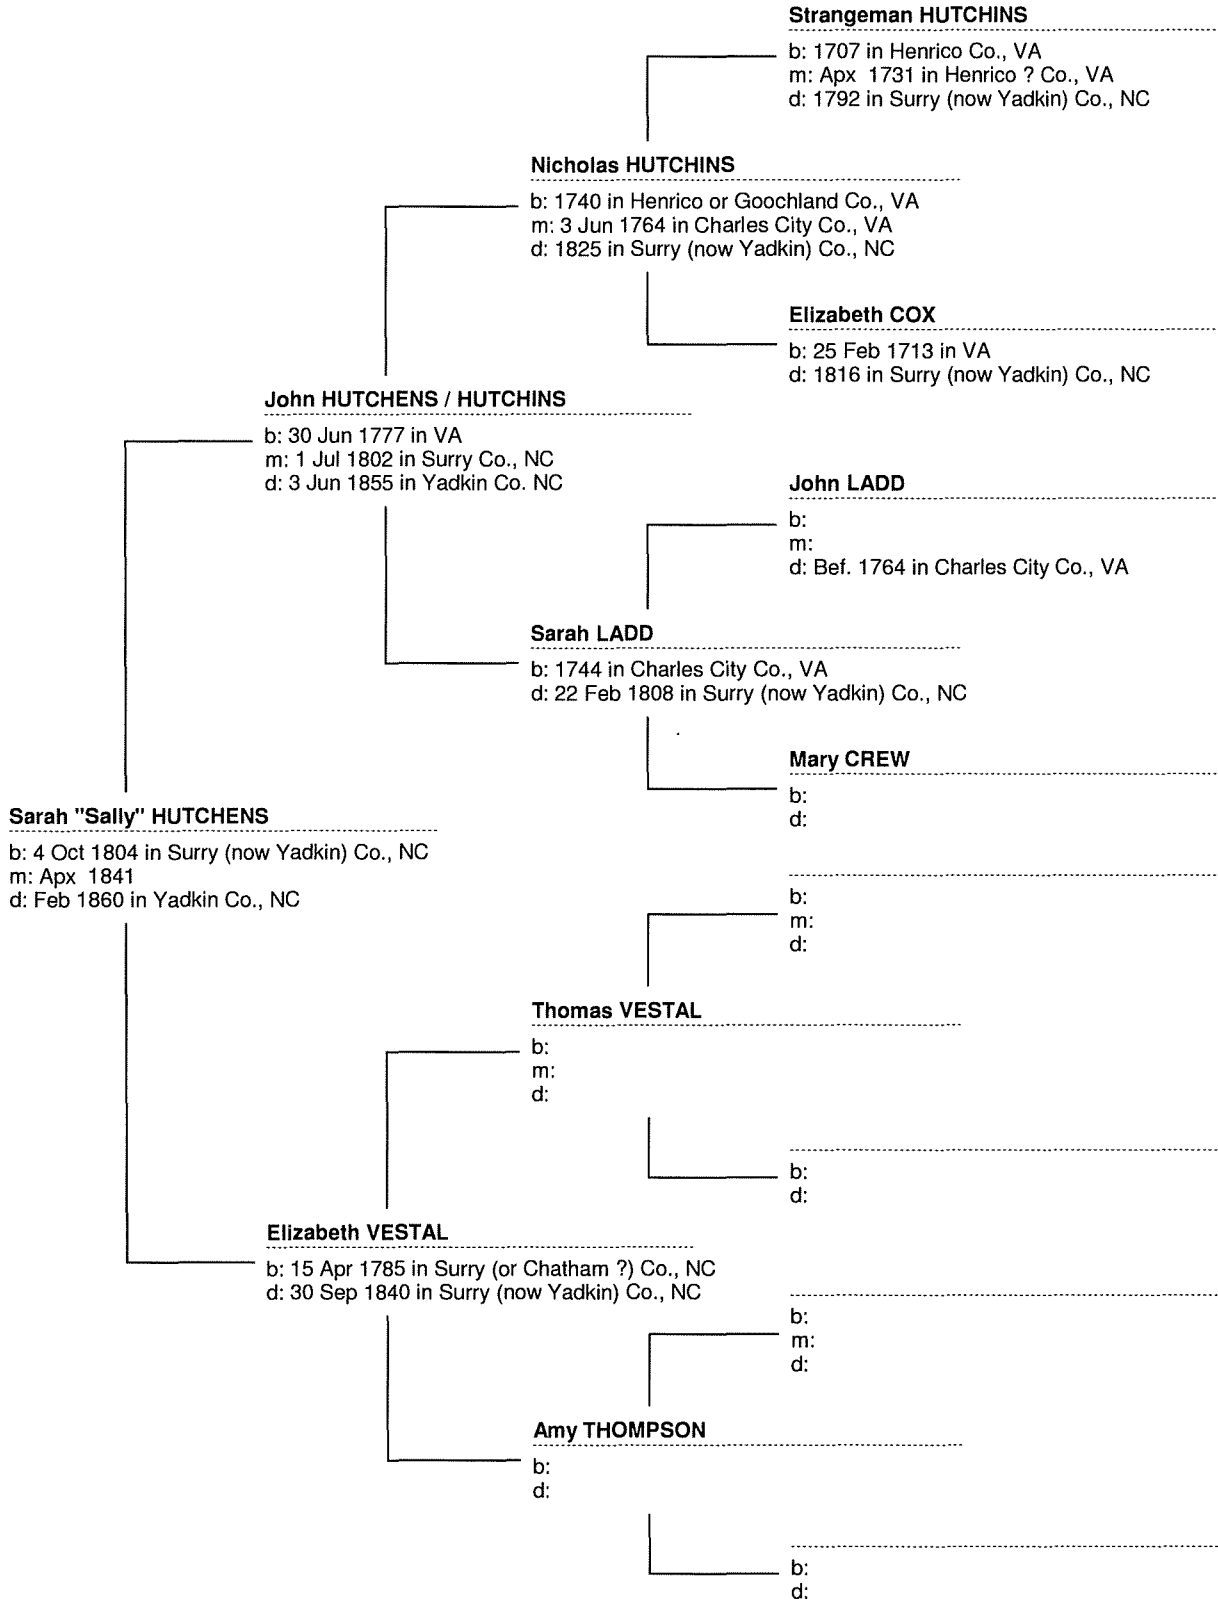 Strangeman HUTCHINS
b: 1707 in Henrico Co., VA
m: Apx 1731 in Henrico ? Co., VA
d: 1792 in Surry (now Yadkin) Co., NC
Nicholas HUTCHINS
b: 1740 in Henrico or Goochland Co., VA
m: 3 Jun 1764 in Charles City Co., VA
d: 1825 in Surry (now Yadkin) Co., NC
Elizabeth COX
b: 25 Feb 1713 in VA
d: 1816 in Surry (now Yadkin) Co., NC
John HUTCHENS / HUTCHINS
b: 30 Jun 1777 in VA
m: 1 Jul 1802 in Surry Co., NC
d: 3 Jun 1855 in Yadkin Co. NC
John LADD
b:
m:
d: Bef. 1764 in Charles City Co., VA
Sarah LADD
b: 1744 in Charles City Co., VA
d: 22 Feb 1808 in Surry (now Yadkin) Co., NC
Mary CREW
b:
d:
Sarah "Sally" HUTCHENS
b: 4 Oct 1804 in Surry (now Yadkin) Co., NC
m: Apx 1841
d: Feb 1860 in Yadkin Co., NC
b:
m:
d:
Thomas VESTAL
b:
m:
d:
b:
d:
Elizabeth VESTAL
b: 15 Apr 1785 in Surry (or Chatham ?) Co., NC
d: 30 Sep 1840 in Surry (now Yadkin) Co., NC
b:
m:
d:
Amy THOMPSON
b:
d:
b:
d: